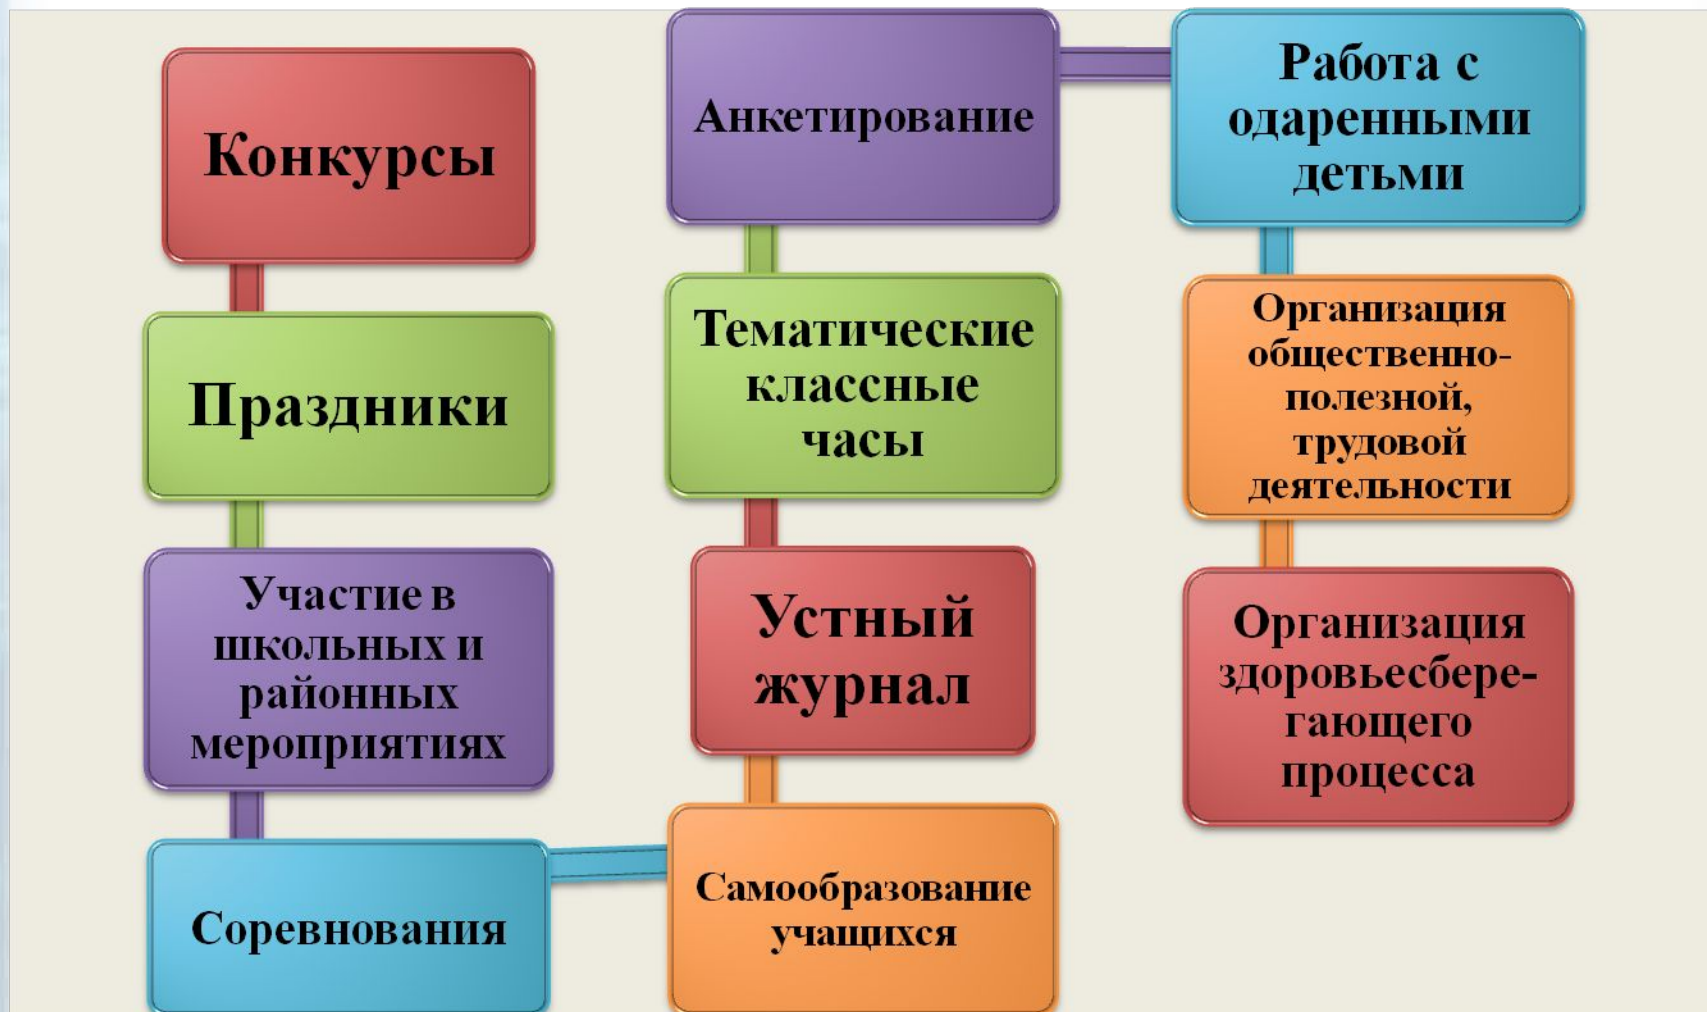 Конкурсы
Праздники
Участие в
школьных и
районных
мероприятиях
Соревнования
Самообразование
учащихся
Устный
журнал
Тематические
классные
часы
Анкетирование
Работа с
одаренными
детьми
Организация
общественно-
полезной,
трудовой
деятельности
Организация
здоровьесбере-
гающего
процесса